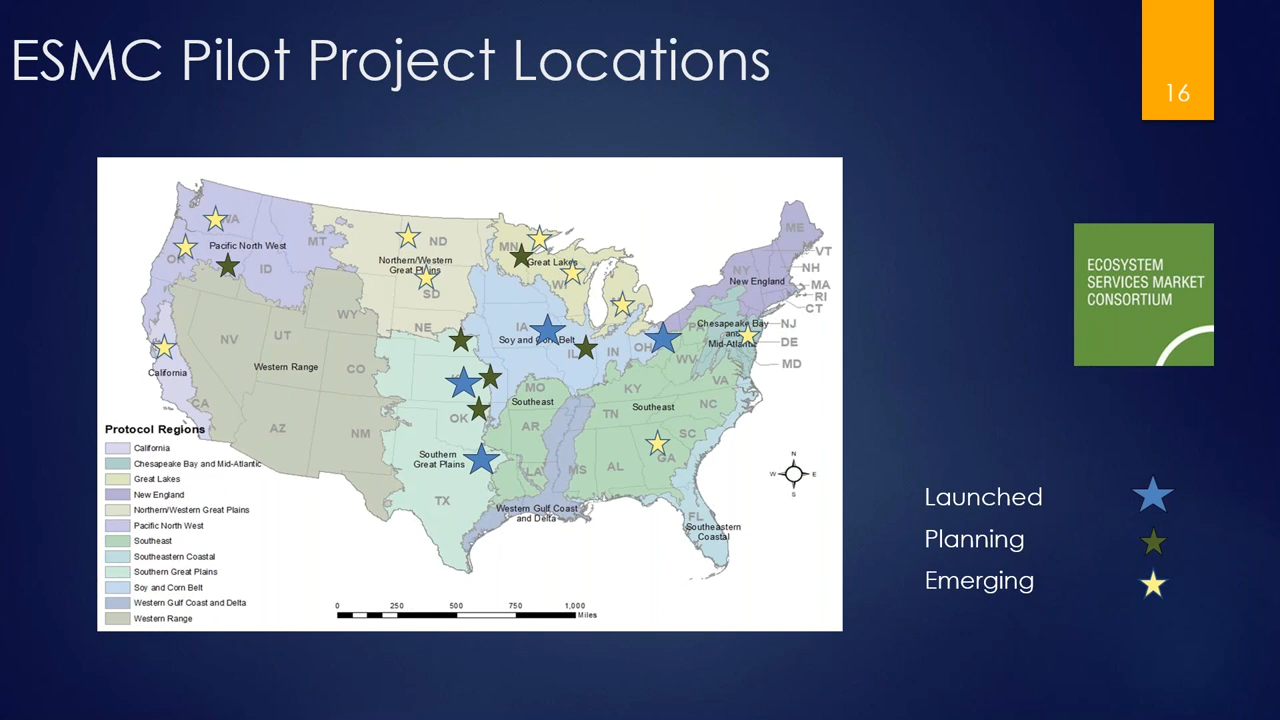 ESMC Pilot Project Locations
16
ECOSYSTEM
SERVICES MARKET
CONSORTIUM
WA
Pacific North West
MT
ID
ND
Northern/Western
Great Plains
SD
MN
Great Lakes
WI
ME
VT
NH
MA
RI
CT
NY
New England
NJ
DE
MD
Chesapeake Bay
and
Mid-Atlantic
PA
WY
NV
UT
NE
IA
Soy and Corn Belt
IL
IN
OH
WV
VA
Western Range
CO
California
CA
MO
Southeast
KY
Southeast
NC
TN
OK
AR
SC
AZ
NM
Southern
Great Plains
LA
MS
AL
GA
TX
Western Gulf Coast
and Delta
FL
Southeastern
Coastal
N
W
E
S
Protocol Regions
California
Chesapeake Bay and Mid-Atlantic
Great Lakes
New England
Northern/Western Great Plains
Pacific North West
Southeast
Southeastern Coastal
Southern Great Plains
Soy and Corn Belt
Western Gulf Coast and Delta
Western Range
0 250 500 750 1,000
Miles
Launched
Planning
Emerging